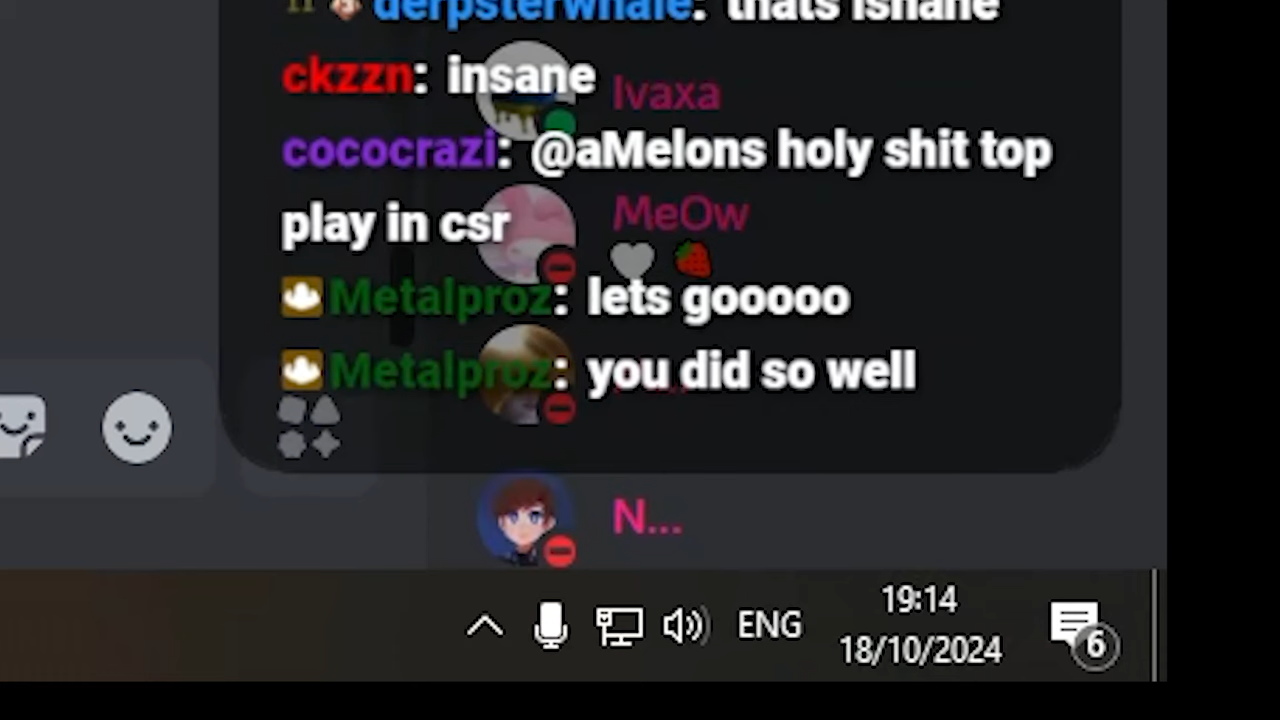 derpsterwhale: thats ishane
ckzzn: insane
Ivaxa
cococrazi: @aMelons holy shit top
play in csr
MeOw
Metalproz: lets gooooo
Metalproz: you did so well
N...
ENG
19:14
18/10/2024
6